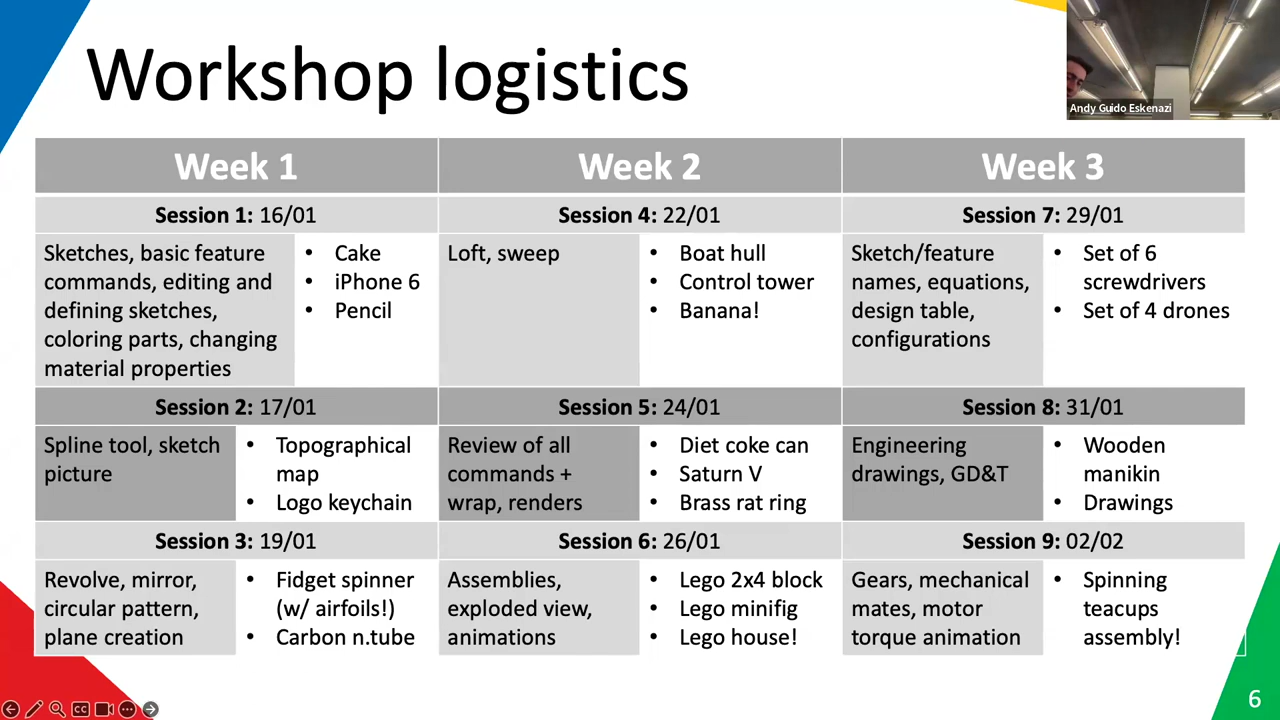 Workshop logistics
Andy Guido Eskenazi
Week 1
Week 2
Week 3
Session 1: 16/01
Session 4: 22/01
Session 7: 29/01
Sketches, basic feature
commands, editing and
defining sketches,
coloring parts, changing
material properties
• Cake
• iPhone 6
• Pencil
Loft, sweep
• Boat hull
• Control tower
• Banana!
Sketch/feature
names, equations,
design table,
configurations
• Set of 6
screwdrivers
• Set of 4 drones
Session 2: 17/01
Session 5: 24/01
Session 8: 31/01
Spline tool, sketch
picture
• Topographical
map
• Logo keychain
Review of all
commands +
wrap, renders
• Diet coke can
• Saturn V
• Brass rat ring
Engineering
drawings, GD&T
• Wooden
manikin
• Drawings
Session 3: 19/01
Session 6: 26/01
Session 9: 02/02
Revolve, mirror,
circular pattern,
plane creation
• Fidget spinner
(w/ airfoils!)
• Carbon n.tube
Assemblies,
exploded view,
animations
• Lego 2x4 block
• Lego minifig
• Lego house!
Gears, mechanical
mates, motor
torque animation
• Spinning
teacups
assembly!
6